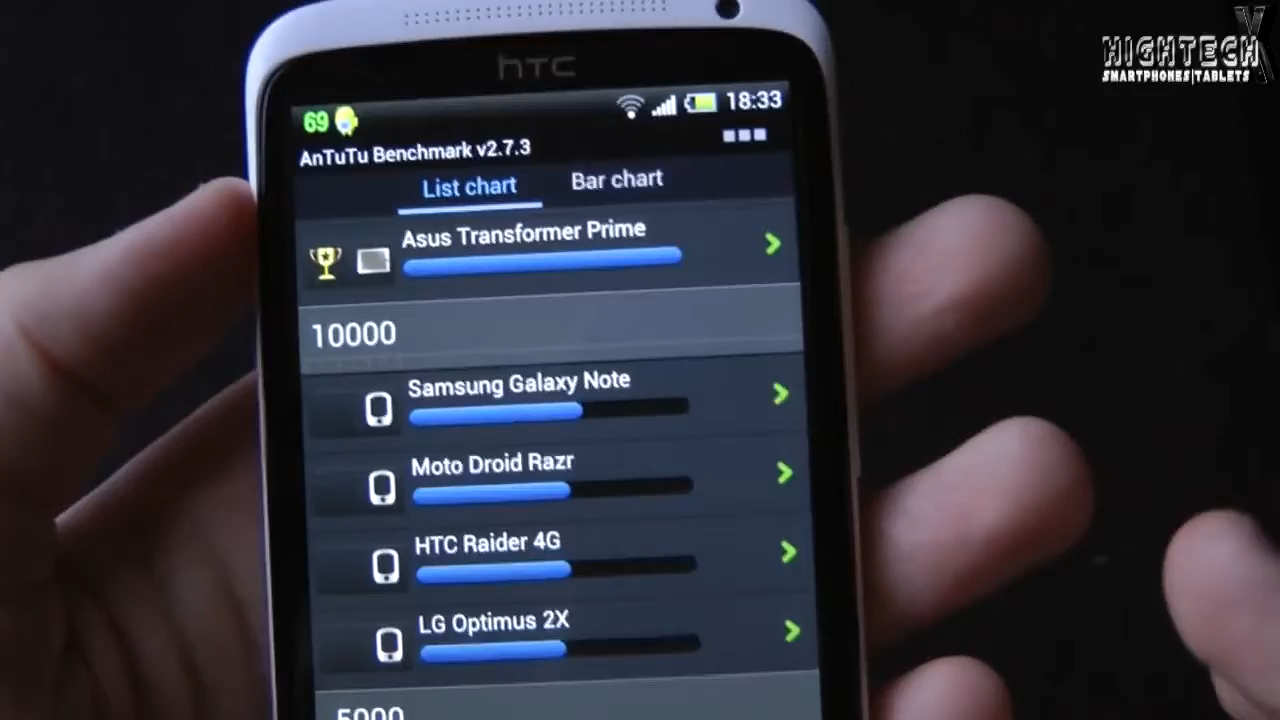 HIGHTECHX
SMARTPHONES|TABLETS
hTC
69
18:33
AnTuTu Benchmark v2.7.3
List chart
Bar chart
Asus Transformer Prime
10000
Samsung Galaxy Note
Moto Droid Razr
HTC Raider 4G
LG Optimus 2X
5000